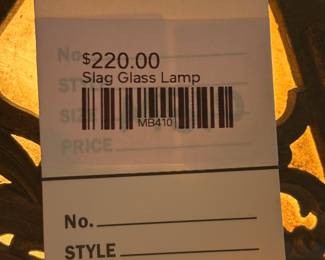 $220.00
Slag Glass Lamp
MB410
No.
STYLE
SIZE
PRICE
No.
STYLE